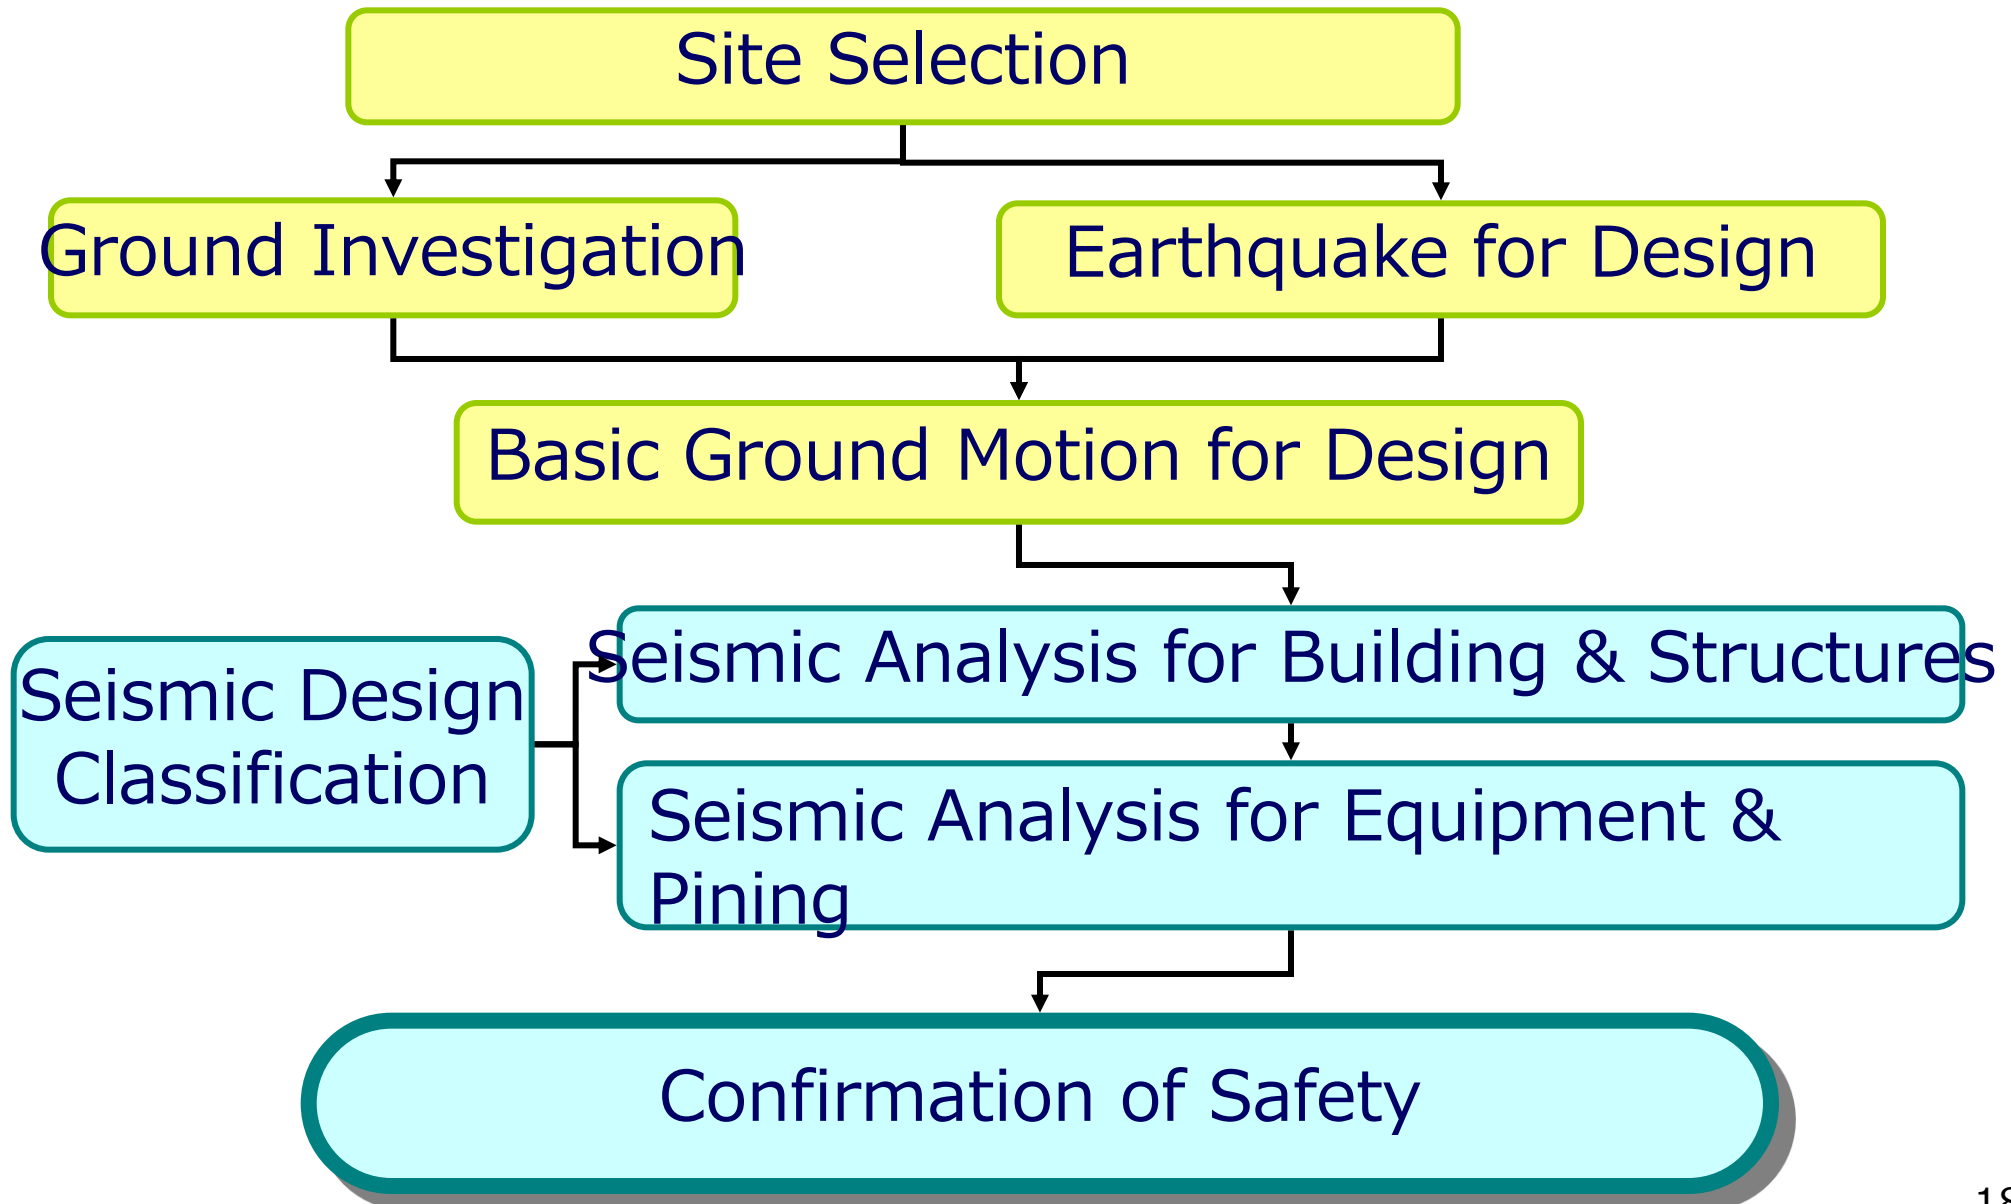 Site Selection
Ground Investigation
Earthquake for Design
Basic Ground Motion for Design
Seismic Analysis for Building & Structures
Seismic Design
Classification
Seismic Analysis for Equipment &
Pining
Confirmation of Safety